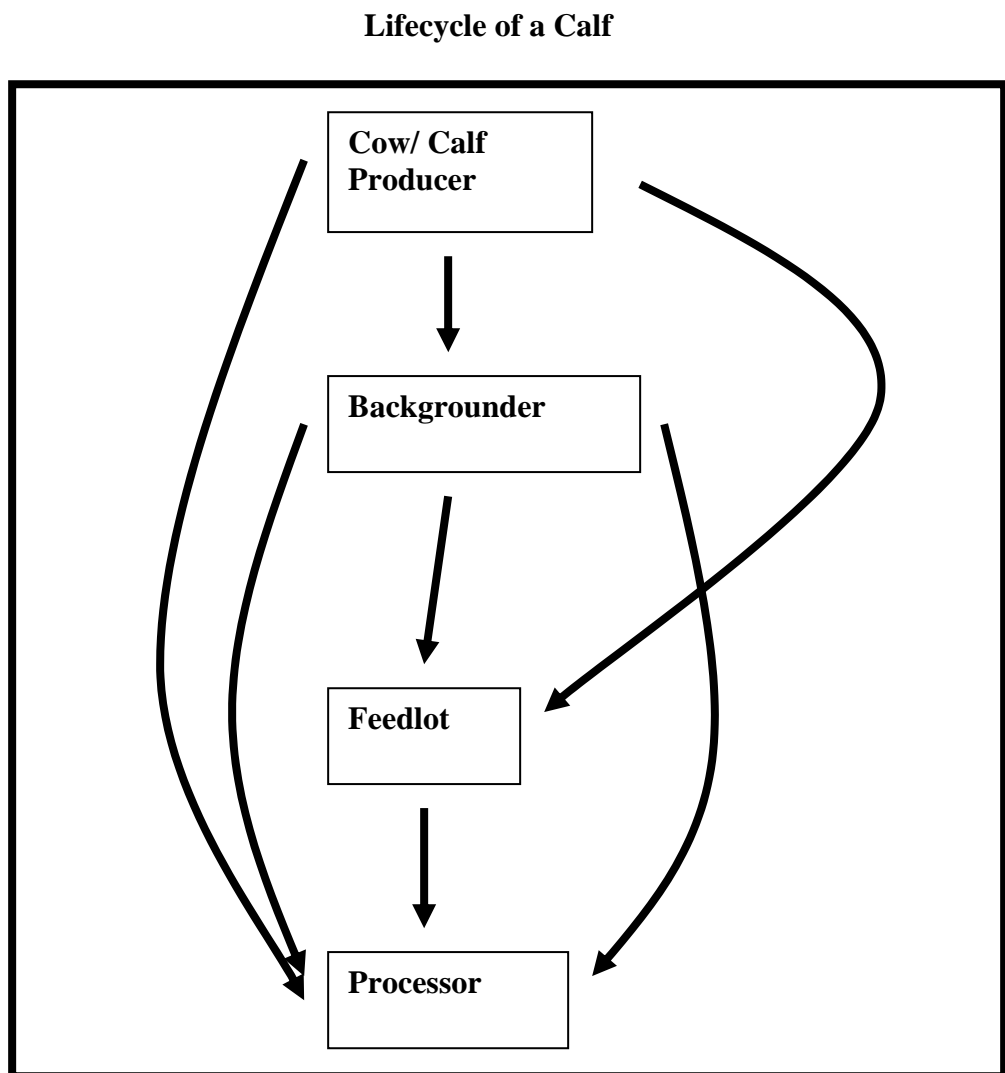 Lifecycle of a Calf
Cow/ Calf
Producer
Backgrounder
Feedlot
Processor